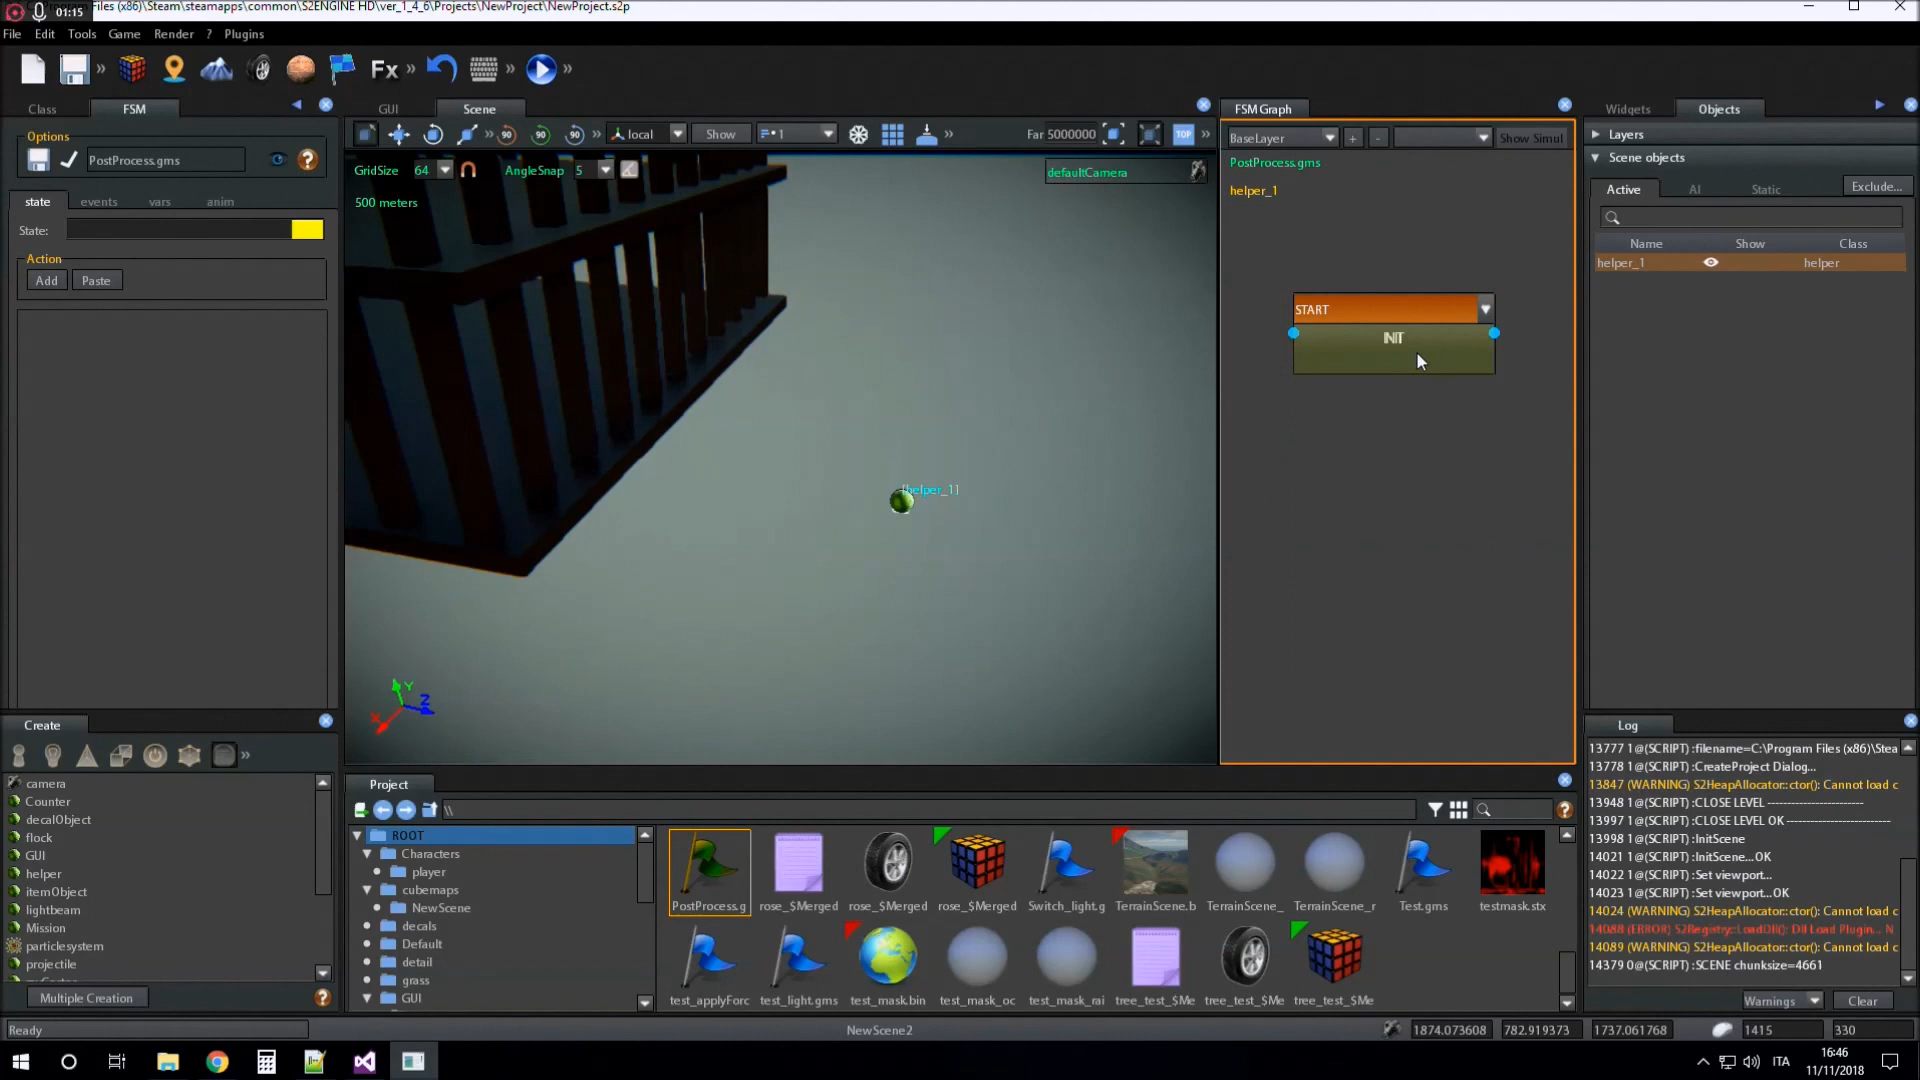 01:15
C:\Program Files (x86)\Steam\steamapps\common\S2ENGINE HD\ver_1_4_6\Projects\NewProject\NewProject.s2p
File Edit Tools Game Render ? Plugins
Fx
Class FSM
Options
PostProcess.gms
state events vars anim
State:
Action
Add Paste
GUI Scene
90 90 90 local Show 1 Far 5000000 TOP
GridSize 64 AngleSnap 5
500 meters
defaultCamera
[helper_1]
Y Z X
FSM Graph
BaseLayer + - Show Simul
PostProcess.gms
helper_1
START
INIT
Widgets Objects
Layers
Scene objects
Active AI Static Exclude...
Name Show Class
helper_1 helper
Create
camera
Counter
decalObject
flock
GUI
helper
itemObject
lightbeam
Mission
particlesystem
projectile
Multiple Creation
Project
\\
ROOT
Characters
player
cubemaps
NewScene
decals
Default
detail
grass
GUI
PostProcess.g rose_$Merged rose_$Merged rose_$Merged Switch_light.g TerrainScene.b TerrainScene_ TerrainScene_r Test.gms testmask.stx
test_applyForc test_light.gms test_mask.bin test_mask_oc test_mask_rai tree_test_$Me tree_test_$Me tree_test_$Me
Log
13777 1@(SCRIPT) :filename=C:\Program Files (x86)\Stea
13778 1@(SCRIPT) :CreateProject Dialog...
13847 (WARNING) S2HeapAllocator::ctor(): Cannot load c
13948 1@(SCRIPT) :CLOSE LEVEL -------------------------
13997 1@(SCRIPT) :CLOSE LEVEL OK --------------------------
13998 1@(SCRIPT) :InitScene
14021 1@(SCRIPT) :InitScene...OK
14022 1@(SCRIPT) :Set viewport...
14023 1@(SCRIPT) :Set viewport...OK
14024 (WARNING) S2HeapAllocator::ctor(): Cannot load c
14088 (ERROR) S2Registry::LoadDll(): Dll Load Plugin... N
14089 (WARNING) S2HeapAllocator::ctor(): Cannot load c
14379 0@(SCRIPT) :SCENE chunksize=4661
Warnings Clear
Ready NewScene2 1874.073608 782.919373 1737.061768 1415 330
ITA 16:46
11/11/2018